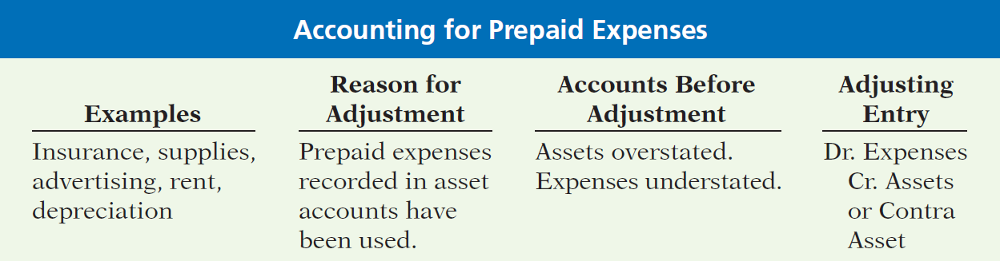 Accounting for Prepaid Expenses
Examples
Reason for
Adjustment
Accounts Before
Adjustment
Adjusting
Entry
Insurance, supplies,
advertising, rent,
depreciation
Prepaid expenses
recorded in asset
accounts have
been used.
Assets overstated.
Expenses understated.
Dr. Expenses
Cr. Assets
or Contra
Asset